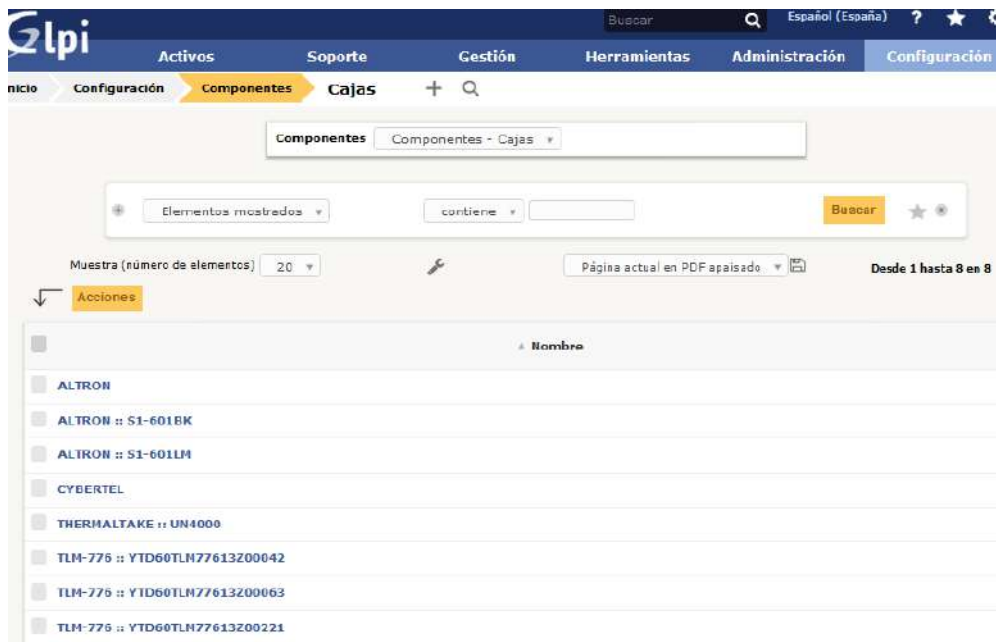 Glpi
Buscar Español (España) ?
Activos Soporte Gestión Herramientas Administración Configuración
nicio Configuración Componentes Cajas +
Componentes Componentes - Cajas
Elementos mostrados contiene Buscar
Muestra (número de elementos) 20 Página actual en PDF apaisado Desde 1 hasta 8 en 8
Acciones
Nombre
ALTRON
ALTRON :: S1-601BK
ALTRON :: S1-601LM
CYBERTEL
THERMALTAKE :: UN4000
TLM-776 :: YTD60TLM77613Z00042
TLM-776 :: YTD60TLM77613Z00063
TLM-776 :: YTD60TLM77613Z00221